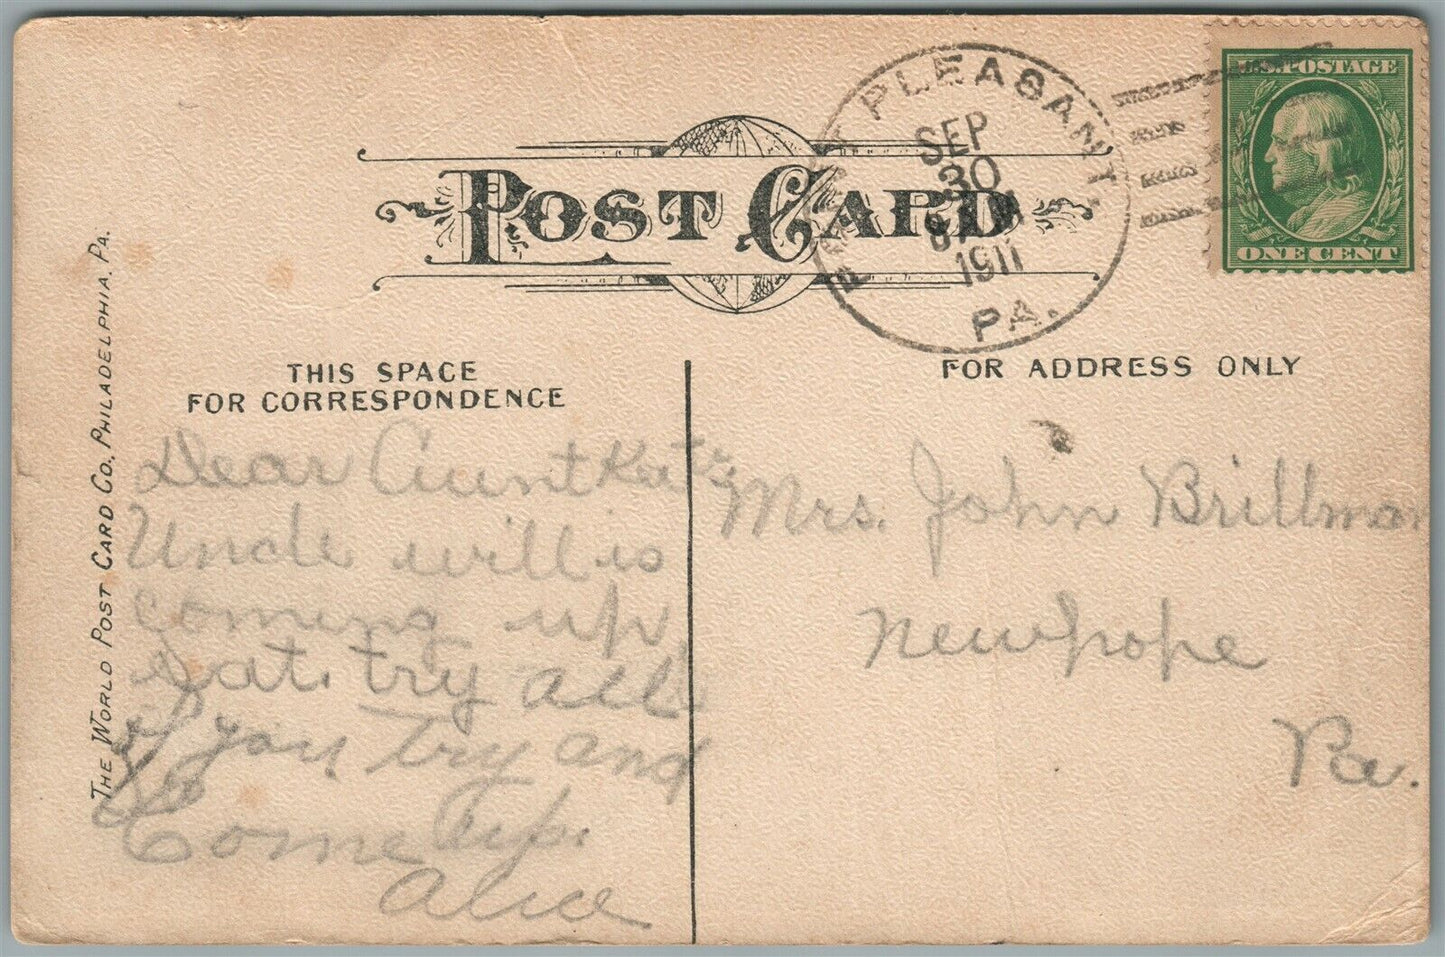 U.S. POSTAGE
ONE CENT
POINT PLEASANT
SEP
30
1911
PA.
POST CARD
THIS SPACE
FOR CORRESPONDENCE
FOR ADDRESS ONLY
THE WORLD POST CARD CO., PHILADELPHIA, PA.
Dear Aunt Kate,
Uncle will is
coming up
sat. try all
of you try and
Come up.
Alice
Mrs. John Brillman
Newhope
Pa.